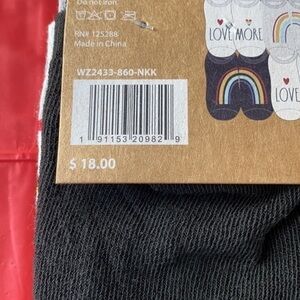 Do not iron.
RN# 125288
Made in China
WZ2433-860-NKK
1 91153 20982 9
$ 18.00
LOVE MORE
LOVE